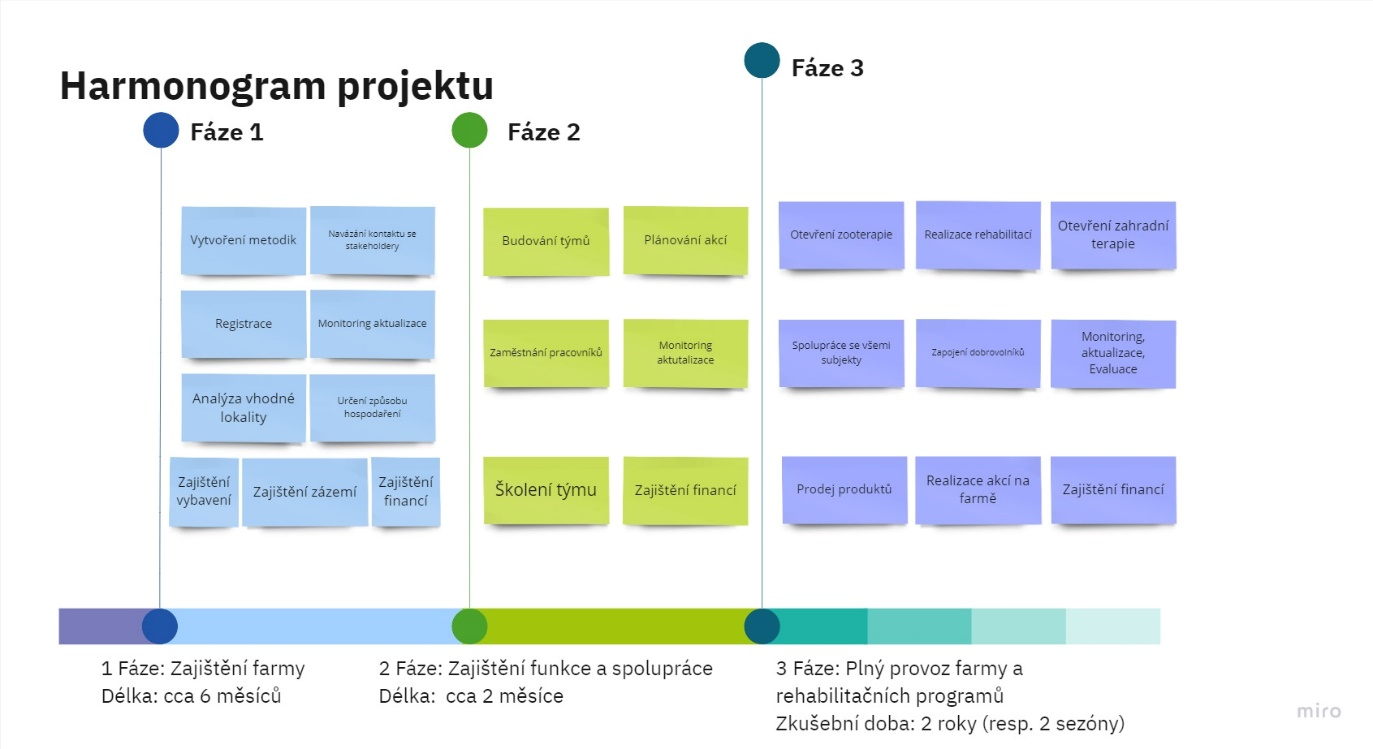 Harmonogram projektu
Fáze 1
Fáze 2
Fáze 3
Vytvoření metodik
Navázání kontaktu se
stakeholdery
Registrace
Monitoring aktualizace
Analýza vhodné
lokality
Určení způsobu
hospodaření
Zajištění
vybavení
Zajištění zázemí
Zajištění
financí
Budování týmů
Plánování akcí
Zaměstnání pracovníků
Monitoring
aktutalizace
Školení týmu
Zajištění financí
Otevření zooterapie
Realizace rehabilitací
Otevření zahradní
terapie
Spolupráce se všemi
subjekty
Zapojení dobrovolníků
Monitoring,
aktualizace,
Evaluace
Prodej produktů
Realizace akcí na
farmě
Zajištění financí
1 Fáze: Zajištění farmy
Délka: cca 6 měsíců
2 Fáze: Zajištění funkce a spolupráce
Délka: cca 2 měsíce
3 Fáze: Plný provoz farmy a
rehabilitačních programů
Zkušební doba: 2 roky (resp. 2 sezóny)
miro